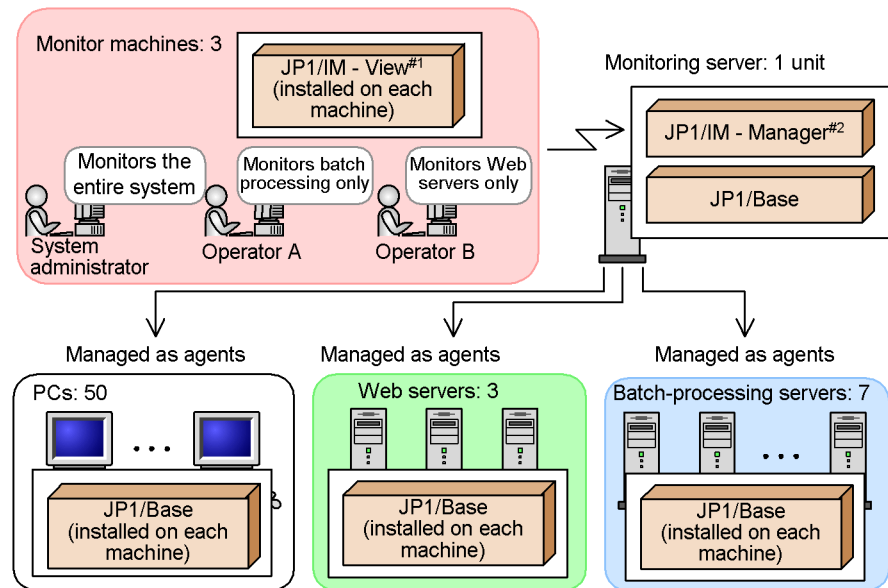 Monitor machines: 3
JP1/IM - View#1
(installed on each
machine)
Monitoring server: 1 unit
JP1/IM - Manager#2
JP1/Base
Monitors the
entire system
Monitors batch
processing only
Monitors Web
servers only
System
administrator
Operator A
Operator B
Managed as agents
Managed as agents
Managed as agents
PCs: 50
Web servers: 3
Batch-processing servers: 7
...
...
JP1/Base
(installed on each
machine)
JP1/Base
(installed on each
machine)
JP1/Base
(installed on each
machine)